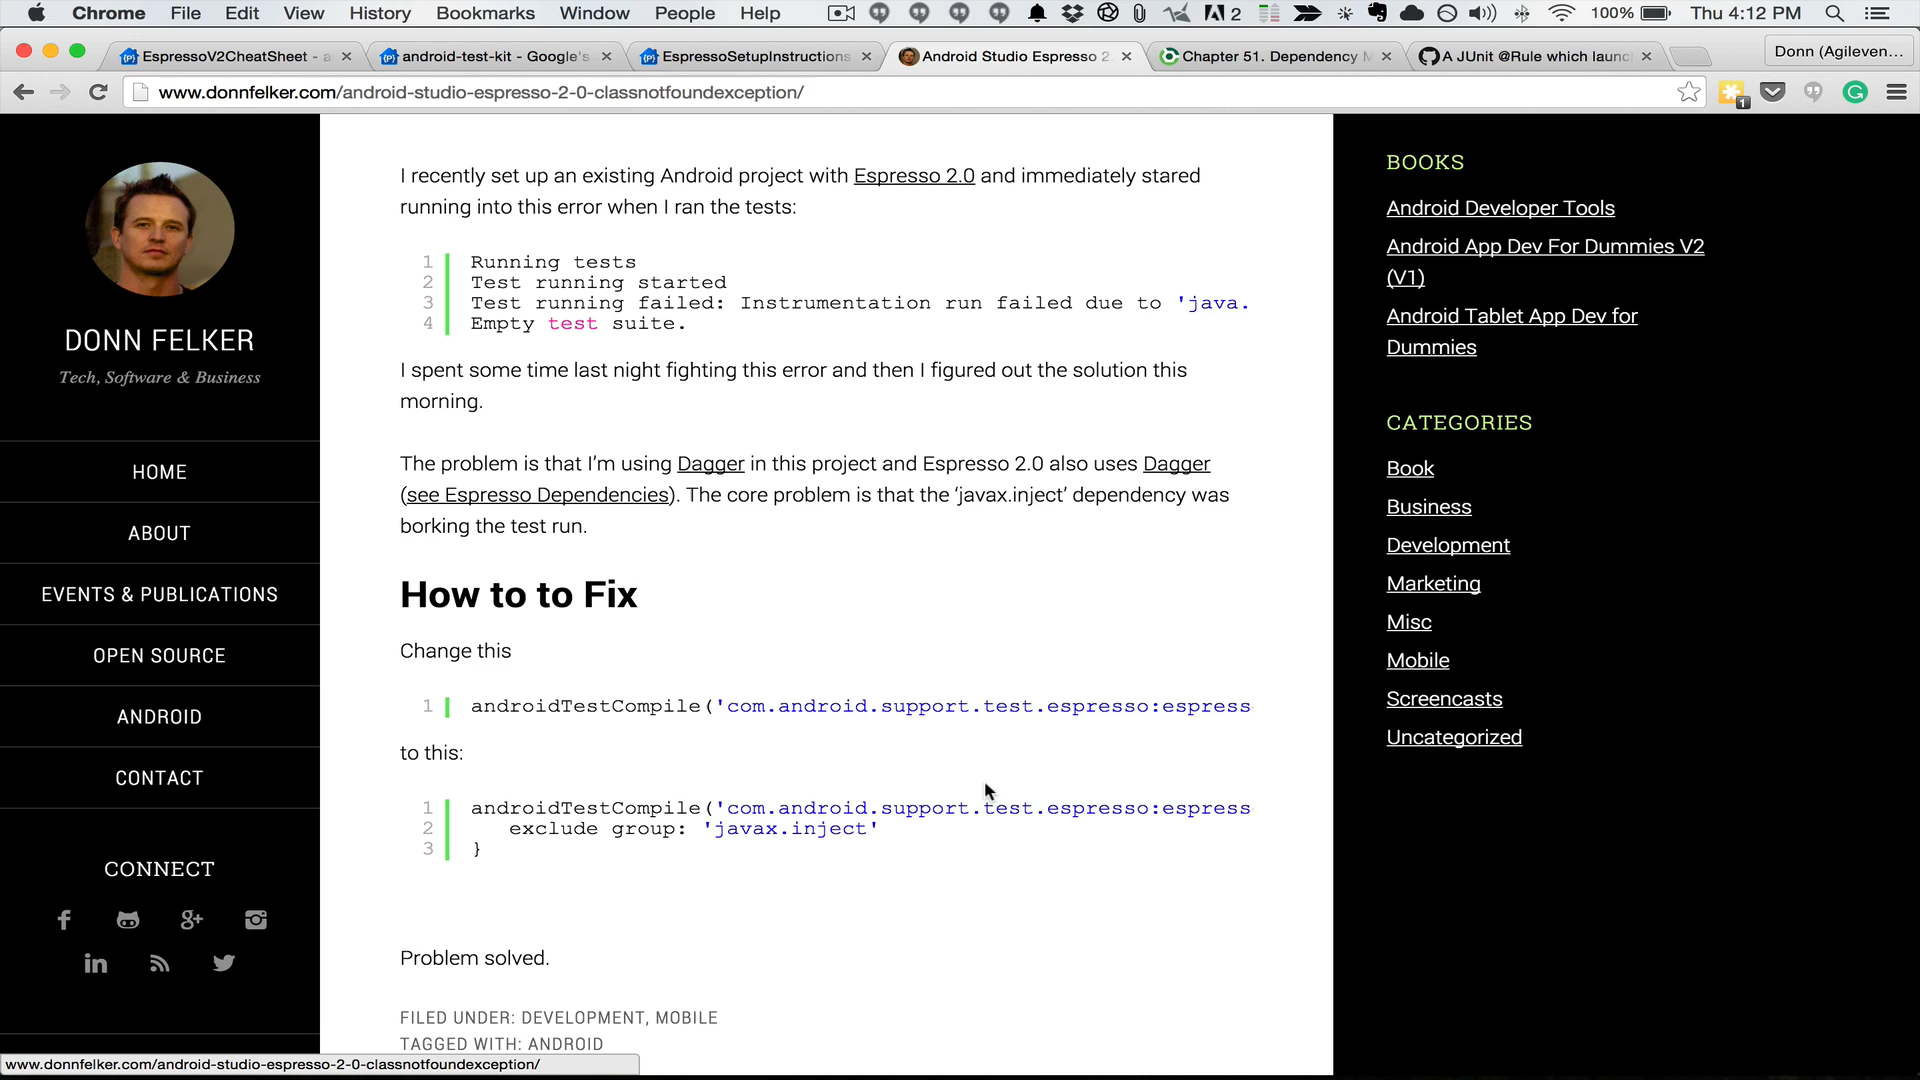 Chrome File Edit View History Bookmarks Window People Help 2 100% Thu 4:12 PM
EspressoV2CheatSheet - a
android-test-kit - Google's
EspressoSetupInstructions
Android Studio Espresso 2.
Chapter 51. Dependency M
A JUnit @Rule which launc
Donn (Agileven...
www.donnfelker.com/android-studio-espresso-2-0-classnotfoundexception/
1
DONN FELKER
Tech, Software & Business
HOME
ABOUT
EVENTS & PUBLICATIONS
OPEN SOURCE
ANDROID
CONTACT
CONNECT
I recently set up an existing Android project with Espresso 2.0 and immediately stared
running into this error when I ran the tests:
1 Running tests
2 Test running started
3 Test running failed: Instrumentation run failed due to 'java.
4 Empty test suite.
I spent some time last night fighting this error and then I figured out the solution this
morning.
The problem is that I'm using Dagger in this project and Espresso 2.0 also uses Dagger
(see Espresso Dependencies). The core problem is that the 'javax.inject' dependency was
borking the test run.
How to to Fix
Change this
1 androidTestCompile('com.android.support.test.espresso:espress
to this:
1 androidTestCompile('com.android.support.test.espresso:espress
2 exclude group: 'javax.inject'
3 }
Problem solved.
FILED UNDER: DEVELOPMENT, MOBILE
TAGGED WITH: ANDROID
BOOKS
Android Developer Tools
Android App Dev For Dummies V2
(V1)
Android Tablet App Dev for
Dummies
CATEGORIES
Book
Business
Development
Marketing
Misc
Mobile
Screencasts
Uncategorized
www.donnfelker.com/android-studio-espresso-2-0-classnotfoundexception/